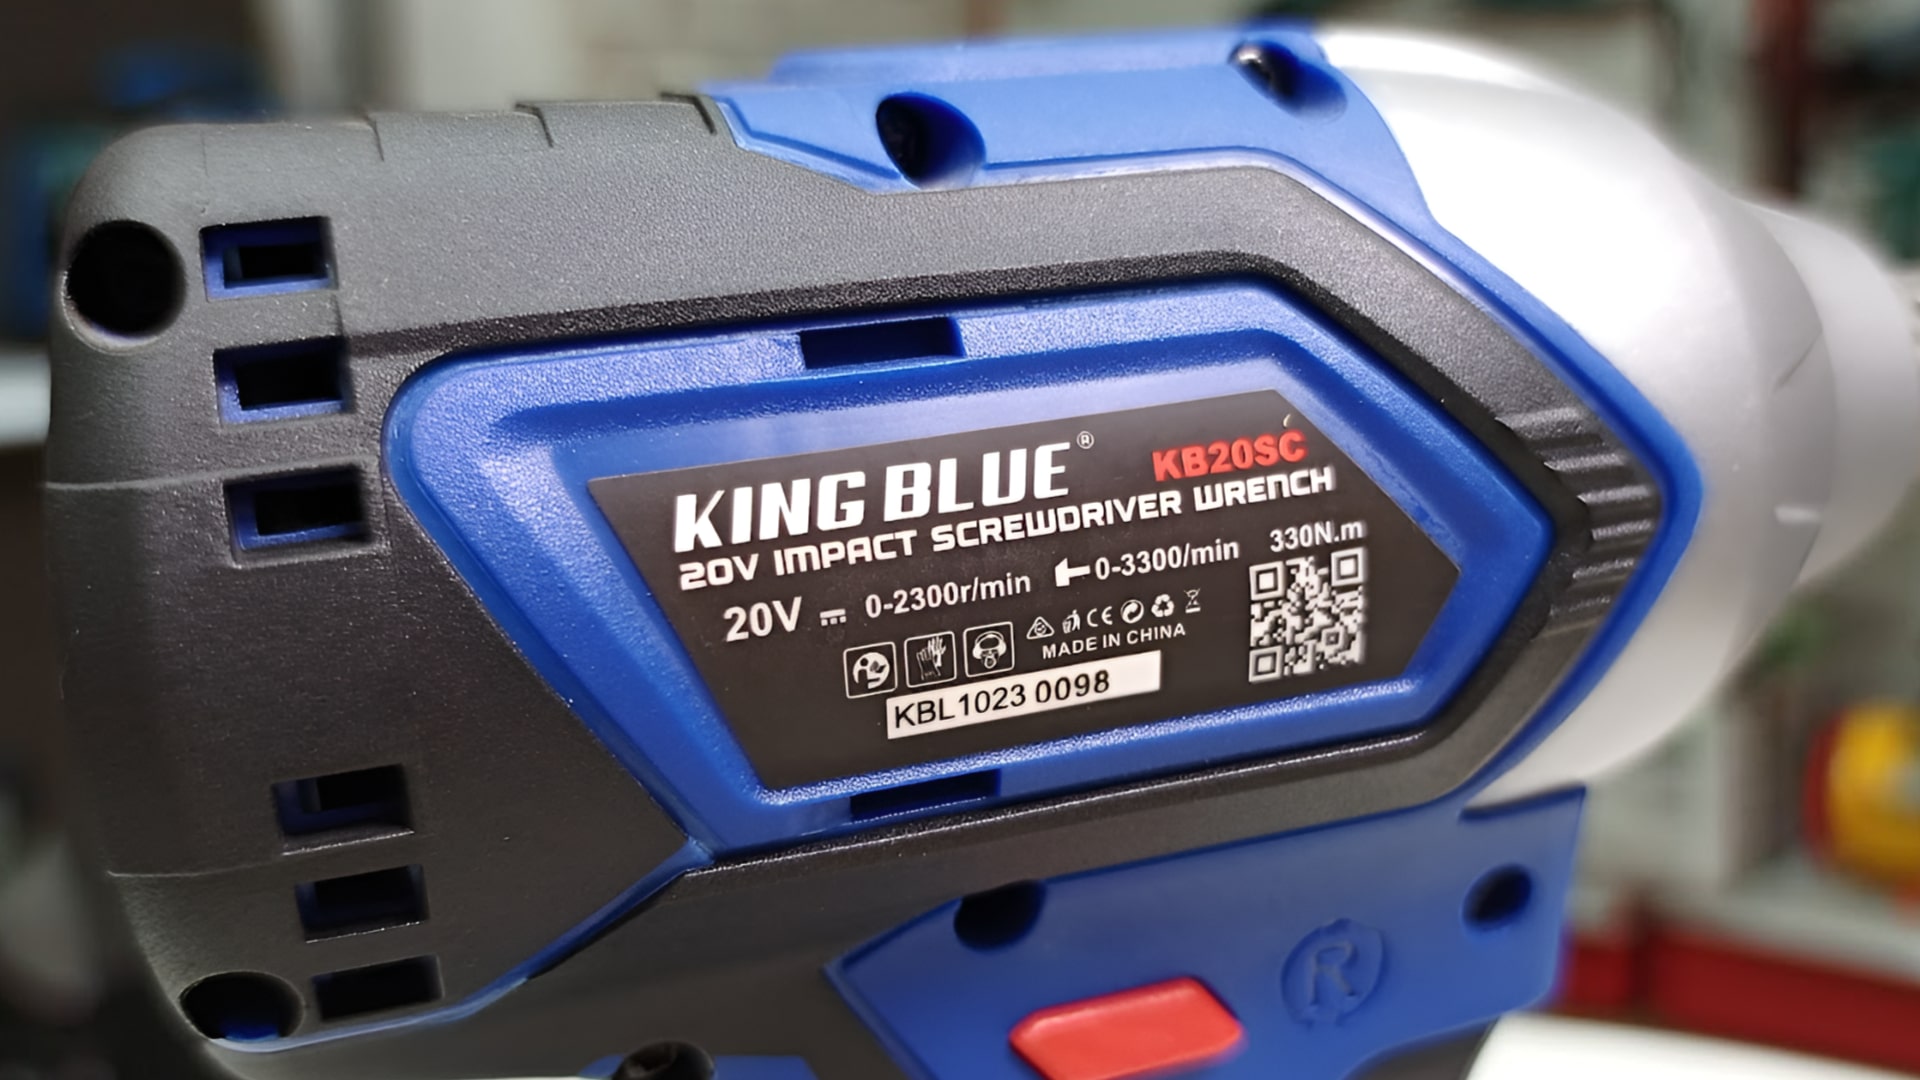 KING BLUE®
KB20SC
20V IMPACT SCREWDRIVER WRENCH
20V 0-2300r/min 0-3300/min 330N.m
CE
MADE IN CHINA
KBL1023 0098
R